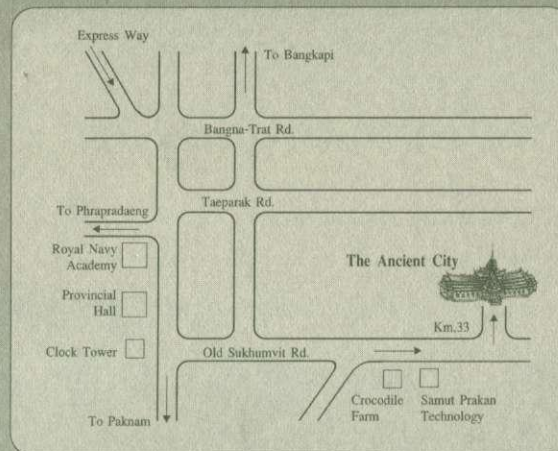 Express Way
To Bangkapi
Bangna-Trat Rd.
To Phrapradaeng
Taeparak Rd.
Royal Navy
Academy
The Ancient City
Provincial
Hall
Km.33
Clock Tower
Old Sukhumvit Rd.
Crocodile
Farm
Samut Prakan
Technology
To Paknam